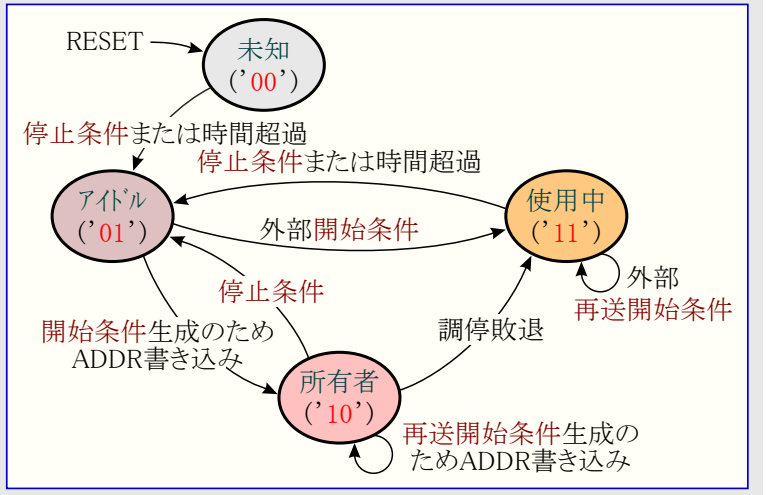 RESET
未知
('00')
停止条件または時間超過
停止条件または時間超過
アイドル
('01')
使用中
('11')
外部開始条件
外部
再送開始条件
停止条件
開始条件生成のため
ADDR書き込み
調停敗退
所有者
('10')
再送開始条件生成の
ためADDR書き込み